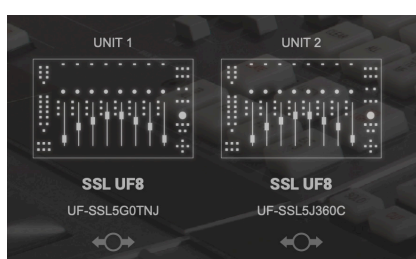 UNIT 1
UNIT 2
SSL UF8
SSL UF8
UF-SSL5G0TNJ
UF-SSL5J360C